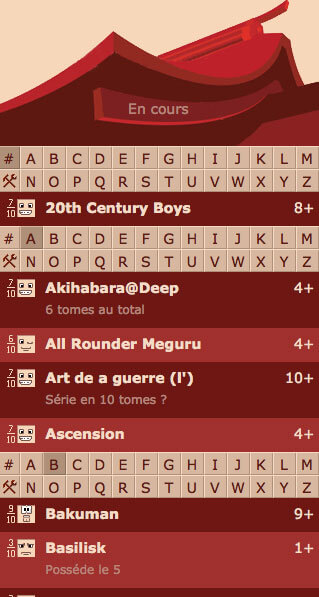 En cours
# A B C D E F G H I J K L M
N O P Q R S T U V W X Y Z
7/10 20th Century Boys 8+
# A B C D E F G H I J K L M
N O P Q R S T U V W X Y Z
7/10 Akihabara@Deep 4+
6 tomes au total
6/10 All Rounder Meguru 4+
7/10 Art de a guerre (l') 10+
Série en 10 tomes ?
7/10 Ascension 4+
# A B C D E F G H I J K L M
N O P Q R S T U V W X Y Z
9/10 Bakuman 9+
3/10 Basilisk 1+
Posséde le 5